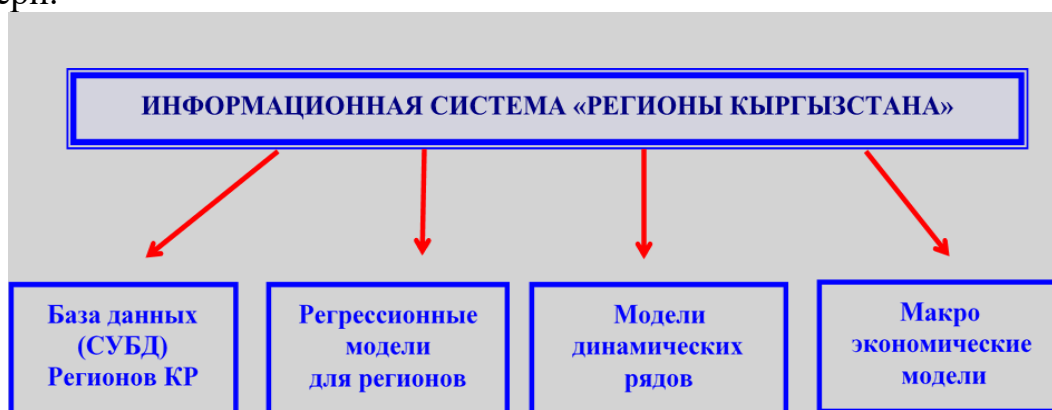 ери.
ИНФОРМАЦИОННАЯ СИСТЕМА «РЕГИОНЫ КЫРГЫЗСТАНА»
База данных
(СУБД)
Регионов КР
Регрессионные
модели
для регионов
Модели
динамических
рядов
Макро
экономические
модели